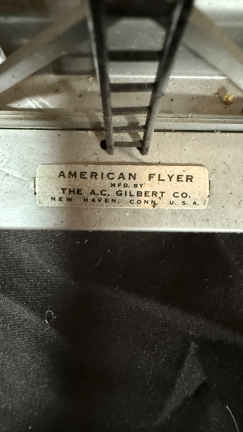 AMERICAN FLYER
MFD. BY
THE A.C. GILBERT CO.
NEW HAVEN, CONN. U.S.A.